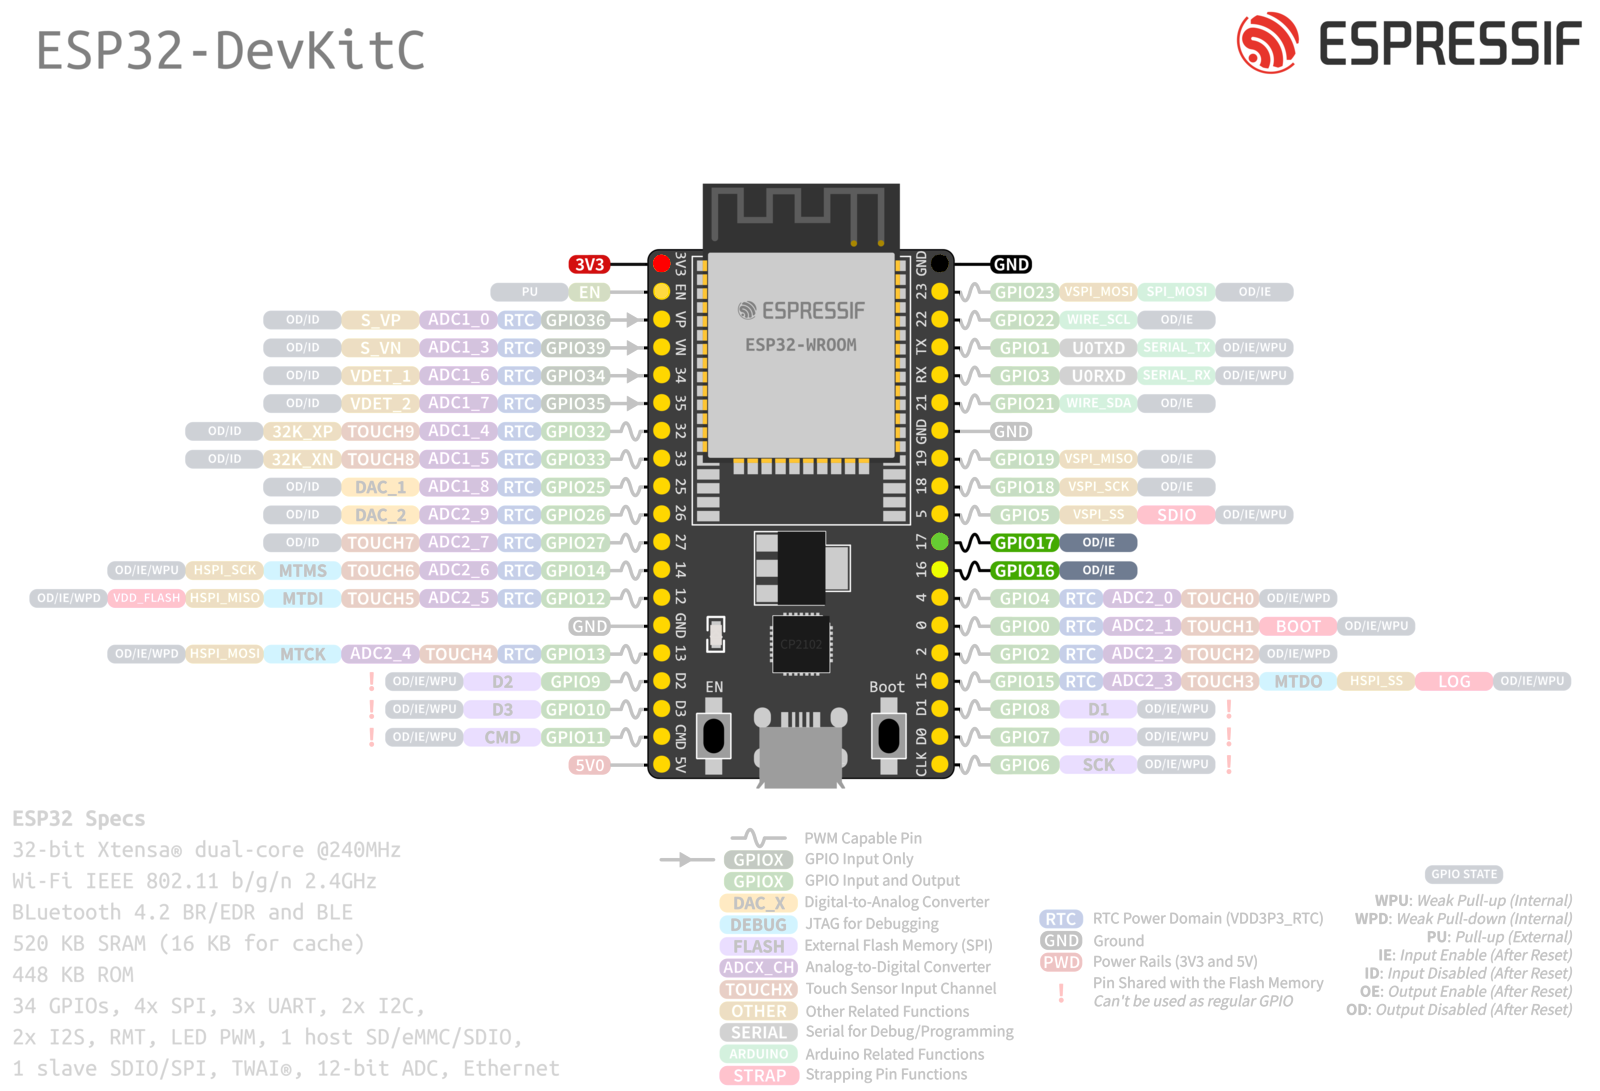 ESP32-DevKitC
ESPRESSIF
3V3 3V3 GND GND
PU EN EN 23 GPIO23 VSPI_MOSI SPI_MOSI OD/IE
OD/ID S_VP ADC1_0 RTC GPIO36 VP 22 GPIO22 WIRE_SCL OD/IE
OD/ID S_VN ADC1_3 RTC GPIO39 VN TX GPIO1 U0TXD SERIAL_TX OD/IE/WPU
OD/ID VDET_1 ADC1_6 RTC GPIO34 34 RX GPIO3 U0RXD SERIAL_RX OD/IE/WPU
OD/ID VDET_2 ADC1_7 RTC GPIO35 35 21 GPIO21 WIRE_SDA OD/IE
OD/ID 32K_XP TOUCH9 ADC1_4 RTC GPIO32 32 GND GND
OD/ID 32K_XN TOUCH8 ADC1_5 RTC GPIO33 33 19 GPIO19 VSPI_MISO OD/IE
OD/ID DAC_1 ADC1_8 RTC GPIO25 25 18 GPIO18 VSPI_SCK OD/IE
OD/ID DAC_2 ADC2_9 RTC GPIO26 26 5 GPIO5 VSPI_SS SDIO OD/IE/WPU
OD/ID TOUCH7 ADC2_7 RTC GPIO27 27 17 GPIO17 OD/IE
OD/IE/WPU HSPI_SCK MTMS TOUCH6 ADC2_6 RTC GPIO14 14 16 GPIO16 OD/IE
OD/IE/WPD VDD_FLASH HSPI_MISO MTDI TOUCH5 ADC2_5 RTC GPIO12 12 4 GPIO4 RTC ADC2_0 TOUCH0 OD/IE/WPD
GND GND 0 GPIO0 RTC ADC2_1 TOUCH1 BOOT OD/IE/WPU
OD/IE/WPD HSPI_MOSI MTCK ADC2_4 TOUCH4 RTC GPIO13 13 2 GPIO2 RTC ADC2_2 TOUCH2 OD/IE/WPD
! OD/IE/WPU D2 GPIO9 D2 15 GPIO15 RTC ADC2_3 TOUCH3 MTDO HSPI_SS LOG OD/IE/WPU
! OD/IE/WPU D3 GPIO10 D3 D1 GPIO8 D1 OD/IE/WPU !
! OD/IE/WPU CMD GPIO11 CMD D0 GPIO7 D0 OD/IE/WPU !
5V0 5V CLK GPIO6 SCK OD/IE/WPU !
ESPRESSIF
ESP32-WROOM
CP2102
EN Boot
ESP32 Specs
32-bit Xtensa® dual-core @240MHz
Wi-Fi IEEE 802.11 b/g/n 2.4GHz
BLuetooth 4.2 BR/EDR and BLE
520 KB SRAM (16 KB for cache)
448 KB ROM
34 GPIOs, 4x SPI, 3x UART, 2x I2C,
2x I2S, RMT, LED PWM, 1 host SD/eMMC/SDIO,
1 slave SDIO/SPI, TWAI®, 12-bit ADC, Ethernet
PWM Capable Pin
GPIOX GPIO Input Only
GPIOX GPIO Input and Output
DAC_X Digital-to-Analog Converter
DEBUG JTAG for Debugging
FLASH External Flash Memory (SPI)
ADCX_CH Analog-to-Digital Converter
TOUCHX Touch Sensor Input Channel
OTHER Other Related Functions
SERIAL Serial for Debug/Programming
ARDUINO Arduino Related Functions
STRAP Strapping Pin Functions
RTC RTC Power Domain (VDD3P3_RTC)
GND Ground
PWD Power Rails (3V3 and 5V)
! Pin Shared with the Flash Memory
Can't be used as regular GPIO
GPIO STATE
WPU: Weak Pull-up (Internal)
WPD: Weak Pull-down (Internal)
PU: Pull-up (External)
IE: Input Enable (After Reset)
ID: Input Disabled (After Reset)
OE: Output Enable (After Reset)
OD: Output Disabled (After Reset)